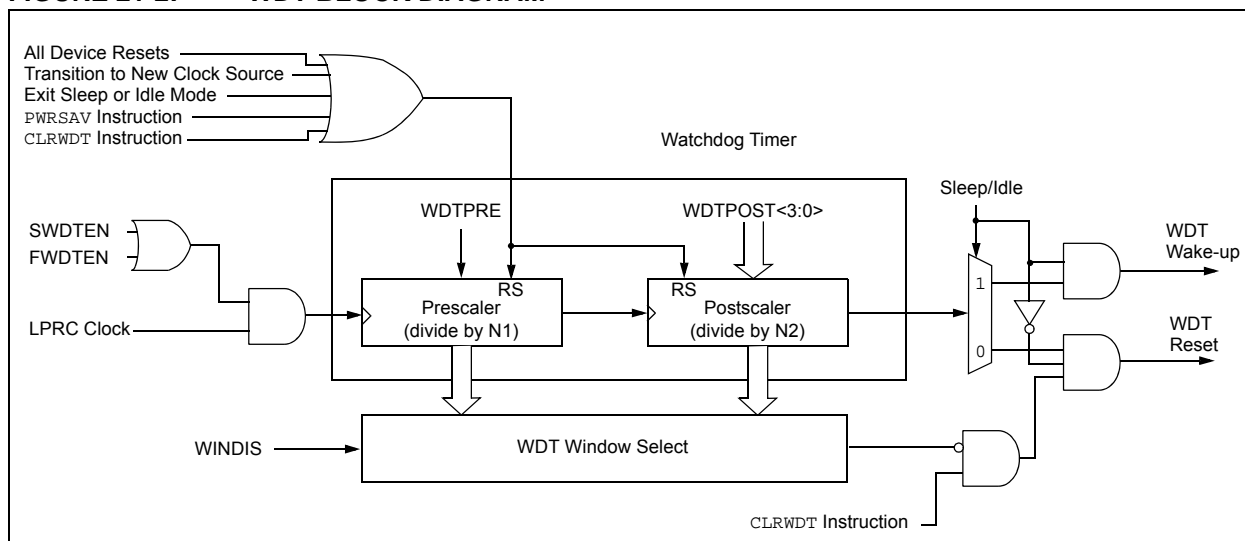 All Device Resets
Transition to New Clock Source
Exit Sleep or Idle Mode
PWRSAV Instruction
CLRWDT Instruction
Watchdog Timer
Sleep/Idle
SWDTEN
FWDTEN
LPRC Clock
WDTPRE
WDTPOST<3:0>
RS
Prescaler
(divide by N1)
RS
Postscaler
(divide by N2)
1
0
WDT
Wake-up
WDT
Reset
WINDIS
WDT Window Select
CLRWDT Instruction